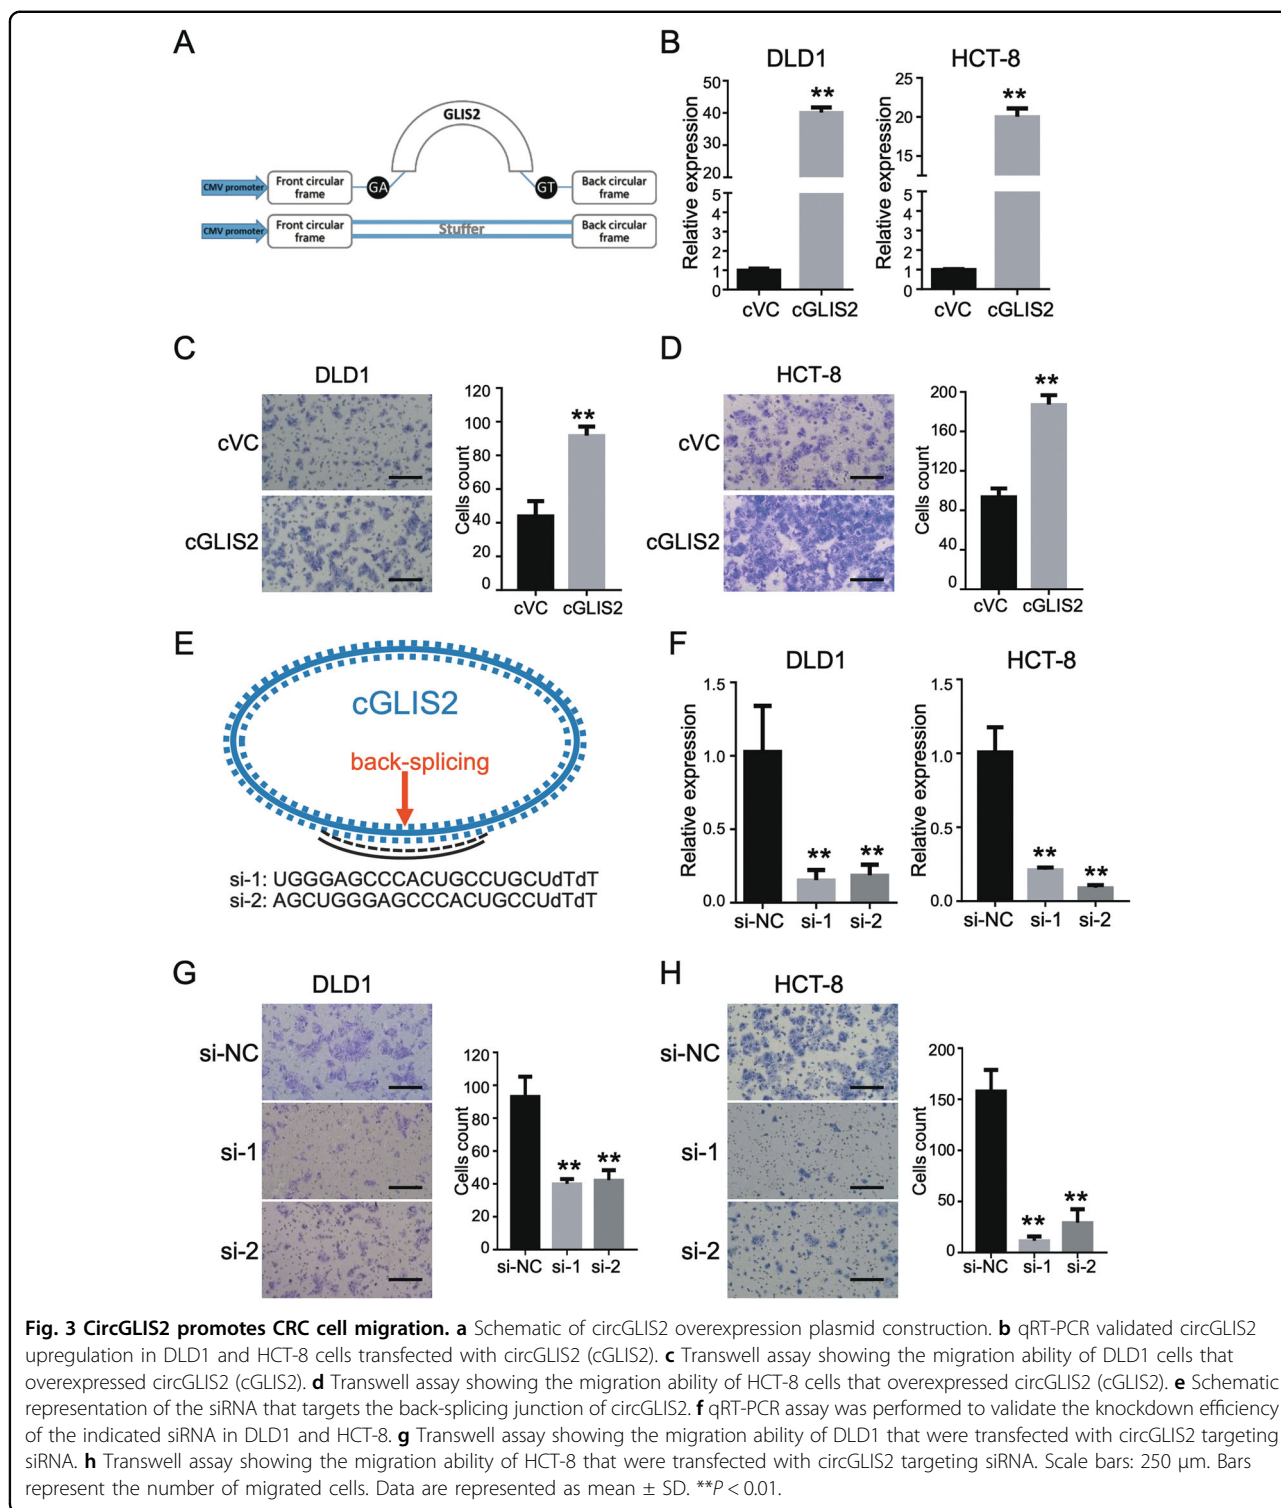 A
GLIS2
CMV promoter
Front circular
frame
GA
GT
Back circular
frame
CMV promoter
Front circular
frame
Stuffer
Back circular
frame
B
DLD1
Relative expression
50
40
30
20
5
4
3
2
1
0
**
cVC cGLIS2
HCT-8
Relative expression
25
20
15
5
4
3
2
1
0
**
cVC cGLIS2
C
DLD1
cVC
cGLIS2
Cells count
120
100
80
60
40
20
0
**
cVC cGLIS2
D
HCT-8
cVC
cGLIS2
Cells count
200
160
120
80
40
0
**
cVC cGLIS2
E
cGLIS2
back-splicing
si-1: UGGGAGCCCACUGCCUGCUdTdT
si-2: AGCUGGGAGCCCACUGCCUdTdT
F
DLD1
Relative expression
1.5
1.0
0.5
0.0
** **
si-NC si-1 si-2
HCT-8
Relative expression
1.5
1.0
0.5
0.0
** **
si-NC si-1 si-2
G
DLD1
si-NC
si-1
si-2
Cells count
120
100
80
60
40
20
0
** **
si-NC si-1 si-2
H
HCT-8
si-NC
si-1
si-2
Cells count
200
150
100
50
0
** **
si-NC si-1 si-2
Fig. 3 CircGLIS2 promotes CRC cell migration. a Schematic of circGLIS2 overexpression plasmid construction. b qRT-PCR validated circGLIS2
upregulation in DLD1 and HCT-8 cells transfected with circGLIS2 (cGLIS2). c Transwell assay showing the migration ability of DLD1 cells that
overexpressed circGLIS2 (cGLIS2). d Transwell assay showing the migration ability of HCT-8 cells that overexpressed circGLIS2 (cGLIS2). e Schematic
representation of the siRNA that targets the back-splicing junction of circGLIS2. f qRT-PCR assay was performed to validate the knockdown efficiency
of the indicated siRNA in DLD1 and HCT-8. g Transwell assay showing the migration ability of DLD1 that were transfected with circGLIS2 targeting
siRNA. h Transwell assay showing the migration ability of HCT-8 that were transfected with circGLIS2 targeting siRNA. Scale bars: 250 μm. Bars
represent the number of migrated cells. Data are represented as mean ± SD. **P < 0.01.